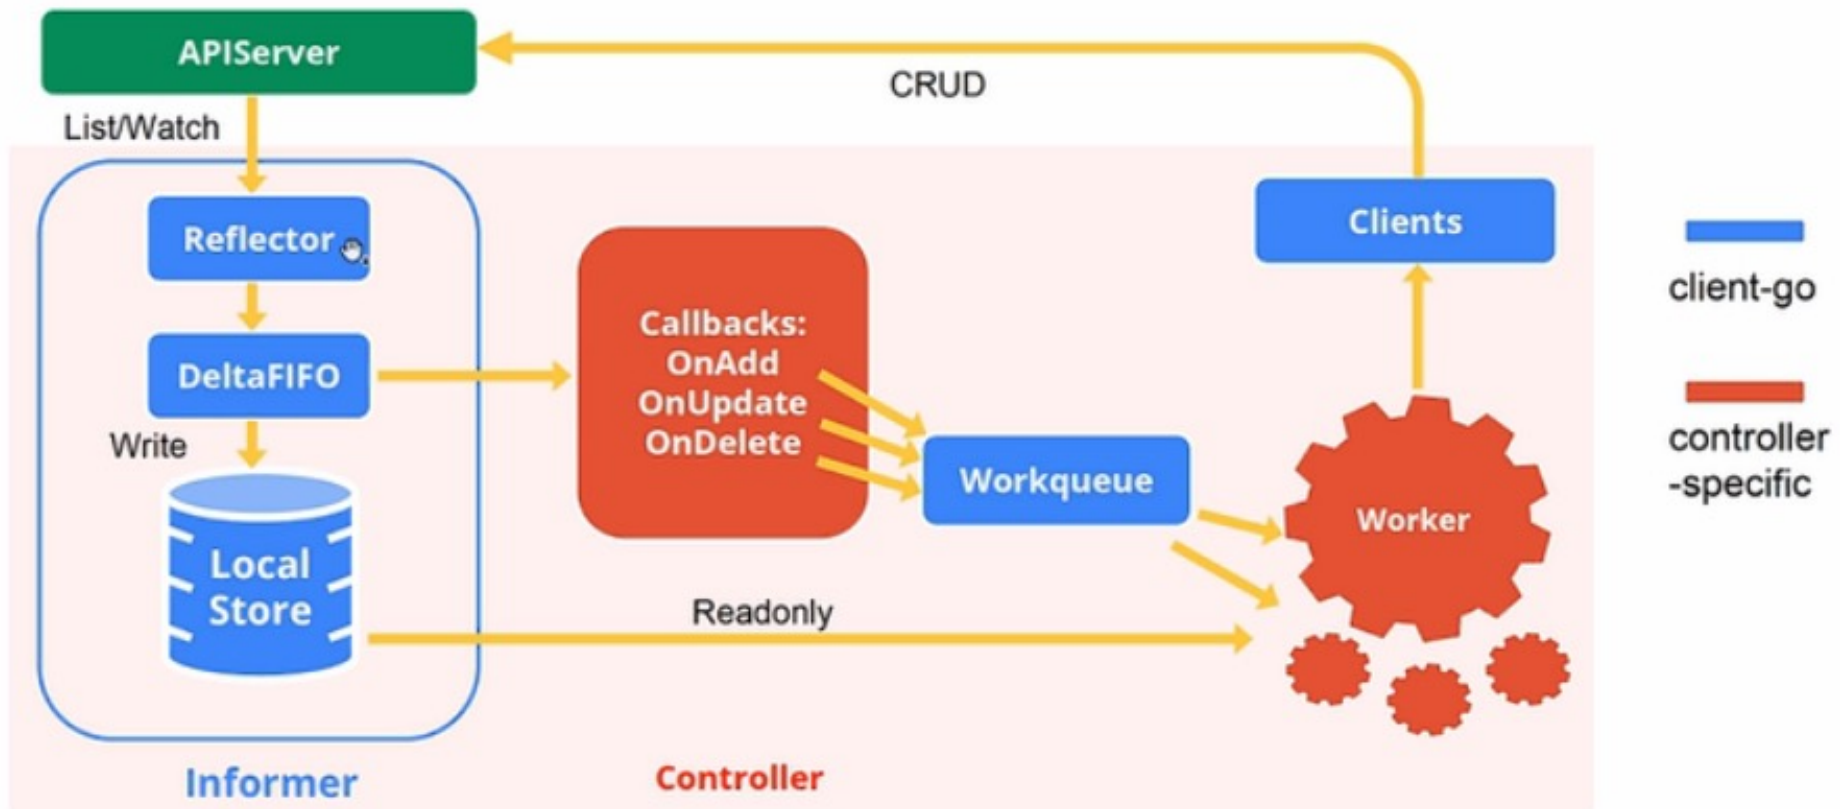 APIServer
CRUD
List/Watch
Reflector
Clients
client-go
Callbacks:
OnAdd
OnUpdate
OnDelete
DeltaFIFO
Write
Workqueue
Worker
controller
-specific
Local
Store
Readonly
Informer
Controller